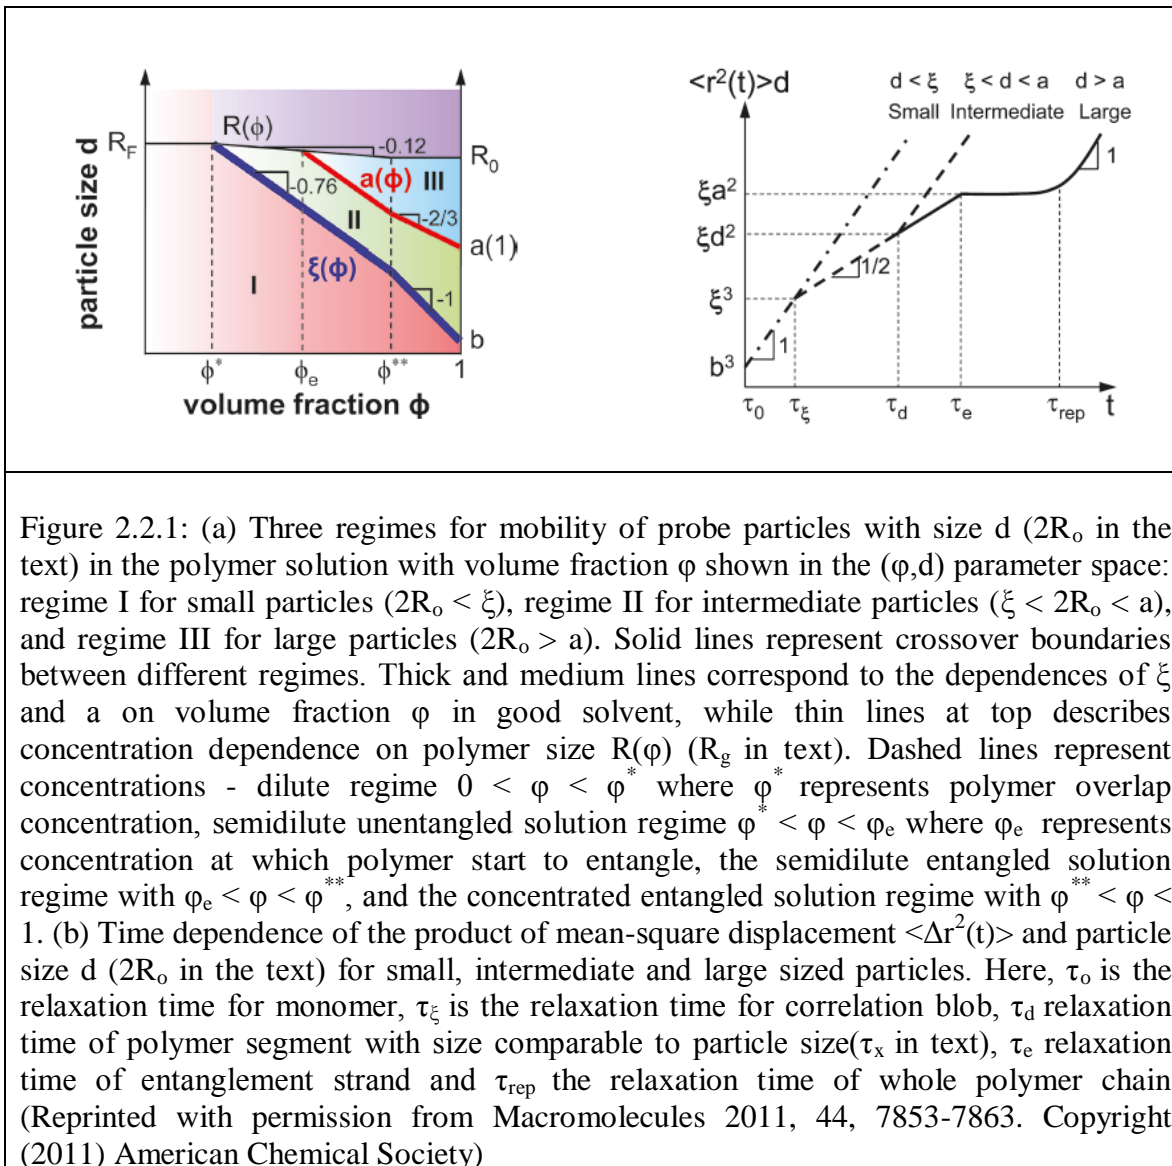 R(ϕ)
R_F
-0.12
R_0
-0.76
a(ϕ)
III
II
-2/3
a(1)
I
ξ(ϕ)
-1
b
ϕ*
ϕ_e
ϕ**
1
volume fraction ϕ
particle size d
<r²(t)>d
d < ξ
ξ < d < a
d > a
Small
Intermediate
Large
1
ξa²
ξd²
1/2
ξ³
b³
1
τ₀
τ_ξ
τ_d
τ_e
τ_rep
t
Figure 2.2.1: (a) Three regimes for mobility of probe particles with size d (2Rₒ in the
text) in the polymer solution with volume fraction φ shown in the (φ,d) parameter space:
regime I for small particles (2Rₒ < ξ), regime II for intermediate particles (ξ < 2Rₒ < a),
and regime III for large particles (2Rₒ > a). Solid lines represent crossover boundaries
between different regimes. Thick and medium lines correspond to the dependences of ξ
and a on volume fraction φ in good solvent, while thin lines at top describes
concentration dependence on polymer size R(φ) (R_g in text). Dashed lines represent
concentrations - dilute regime 0 < φ < φ* where φ* represents polymer overlap
concentration, semidilute unentangled solution regime φ* < φ < φₑ where φₑ represents
concentration at which polymer start to entangle, the semidilute entangled solution
regime with φₑ < φ < φ**, and the concentrated entangled solution regime with φ** < φ <
1. (b) Time dependence of the product of mean-square displacement <Δr²(t)> and particle
size d (2Rₒ in the text) for small, intermediate and large sized particles. Here, τₒ is the
relaxation time for monomer, τ_ξ is the relaxation time for correlation blob, τ_d relaxation
time of polymer segment with size comparable to particle size(τₓ in text), τₑ relaxation
time of entanglement strand and τ_rep the relaxation time of whole polymer chain
(Reprinted with permission from Macromolecules 2011, 44, 7853-7863. Copyright
(2011) American Chemical Society)